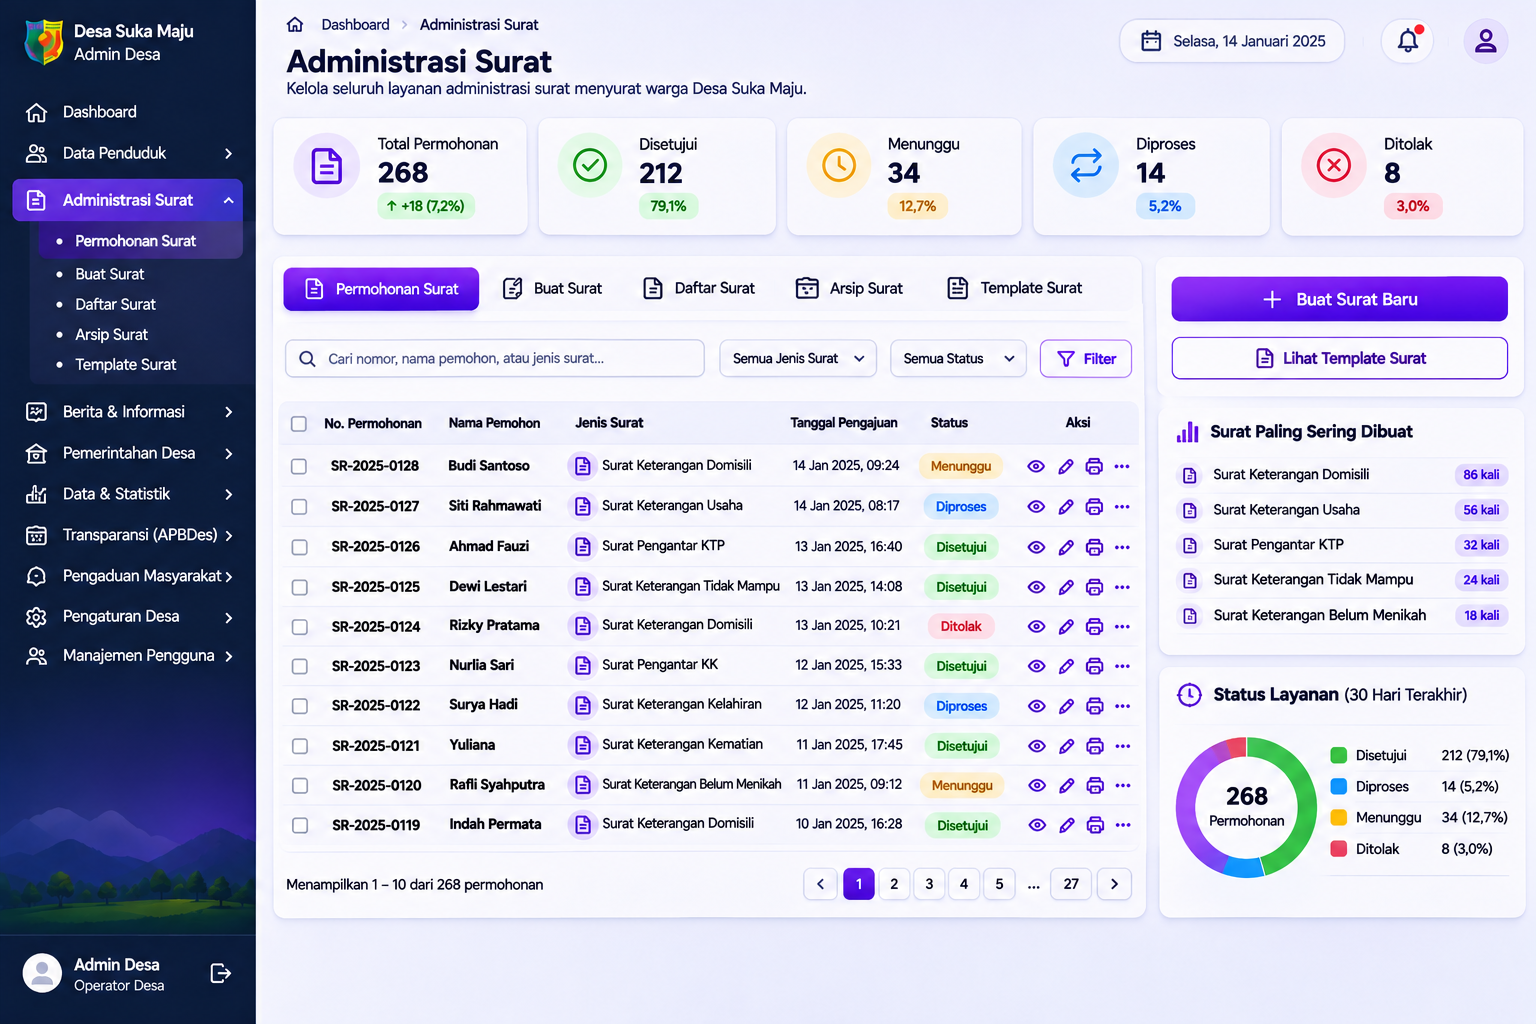 Desa Suka Maju
Admin Desa
Dashboard
Data Penduduk
Administrasi Surat
Permohonan Surat
Buat Surat
Daftar Surat
Arsip Surat
Template Surat
Berita & Informasi
Pemerintahan Desa
Data & Statistik
Transparansi (APBDes)
Pengaduan Masyarakat
Pengaturan Desa
Manajemen Pengguna
Admin Desa
Operator Desa
Dashboard > Administrasi Surat
Administrasi Surat
Kelola seluruh layanan administrasi surat menyurat warga Desa Suka Maju.
Selasa, 14 Januari 2025
Total Permohonan
268
↑ +18 (7,2%)
Disetujui
212
79,1%
Menunggu
34
12,7%
Diproses
14
5,2%
Ditolak
8
3,0%
Permohonan Surat Buat Surat Daftar Surat Arsip Surat Template Surat
Cari nomor, nama pemohon, atau jenis surat... Semua Jenis Surat Semua Status Filter
No. Permohonan Nama Pemohon Jenis Surat Tanggal Pengajuan Status Aksi
SR-2025-0128 Budi Santoso Surat Keterangan Domisili 14 Jan 2025, 09:24 Menunggu
SR-2025-0127 Siti Rahmawati Surat Keterangan Usaha 14 Jan 2025, 08:17 Diproses
SR-2025-0126 Ahmad Fauzi Surat Pengantar KTP 13 Jan 2025, 16:40 Disetujui
SR-2025-0125 Dewi Lestari Surat Keterangan Tidak Mampu 13 Jan 2025, 14:08 Disetujui
SR-2025-0124 Rizky Pratama Surat Keterangan Domisili 13 Jan 2025, 10:21 Ditolak
SR-2025-0123 Nurlia Sari Surat Pengantar KK 12 Jan 2025, 15:33 Disetujui
SR-2025-0122 Surya Hadi Surat Keterangan Kelahiran 12 Jan 2025, 11:20 Diproses
SR-2025-0121 Yuliana Surat Keterangan Kematian 11 Jan 2025, 17:45 Disetujui
SR-2025-0120 Rafli Syahputra Surat Keterangan Belum Menikah 11 Jan 2025, 09:12 Menunggu
SR-2025-0119 Indah Permata Surat Keterangan Domisili 10 Jan 2025, 16:28 Disetujui
Menampilkan 1 – 10 dari 268 permohonan
1 2 3 4 5 ... 27
+ Buat Surat Baru
Lihat Template Surat
Surat Paling Sering Dibuat
Surat Keterangan Domisili 86 kali
Surat Keterangan Usaha 56 kali
Surat Pengantar KTP 32 kali
Surat Keterangan Tidak Mampu 24 kali
Surat Keterangan Belum Menikah 18 kali
Status Layanan (30 Hari Terakhir)
268
Permohonan
Disetujui 212 (79,1%)
Diproses 14 (5,2%)
Menunggu 34 (12,7%)
Ditolak 8 (3,0%)